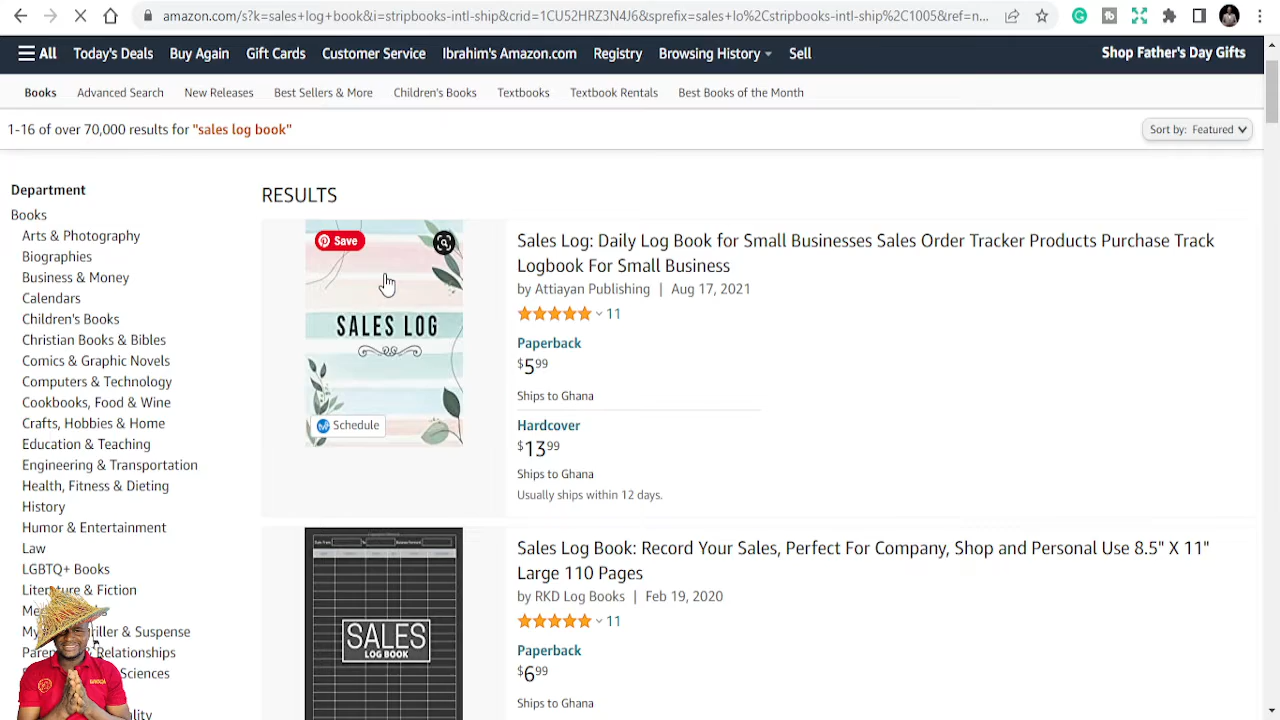 amazon.com/s?k=sales+log+book&i=stripbooks-intl-ship&crid=1CU52HRZ3N4J6&sprefix=sales+lo%2Cstripbooks-intl-ship%2C1005&ref=n...
All Today's Deals Buy Again Gift Cards Customer Service Ibrahim's Amazon.com Registry Browsing History Sell Shop Father's Day Gifts
Books Advanced Search New Releases Best Sellers & More Children's Books Textbooks Textbook Rentals Best Books of the Month
1-16 of over 70,000 results for "sales log book" Sort by: Featured
Department
Books
Arts & Photography
Biographies
Business & Money
Calendars
Children's Books
Christian Books & Bibles
Comics & Graphic Novels
Computers & Technology
Cookbooks, Food & Wine
Crafts, Hobbies & Home
Education & Teaching
Engineering & Transportation
Health, Fitness & Dieting
History
Humor & Entertainment
Law
LGBTQ+ Books
Literature & Fiction
& Suspense
Relationships
Sciences
RESULTS
Save
SALES LOG
Schedule
Sales Log: Daily Log Book for Small Businesses Sales Order Tracker Products Purchase Track
Logbook For Small Business
by Attiayan Publishing | Aug 17, 2021
11
Paperback
$599
Ships to Ghana
Hardcover
$1399
Ships to Ghana
Usually ships within 12 days.
SALES
LOG BOOK
Sales Log Book: Record Your Sales, Perfect For Company, Shop and Personal Use 8.5" X 11"
Large 110 Pages
by RKD Log Books | Feb 19, 2020
11
Paperback
$699
Ships to Ghana